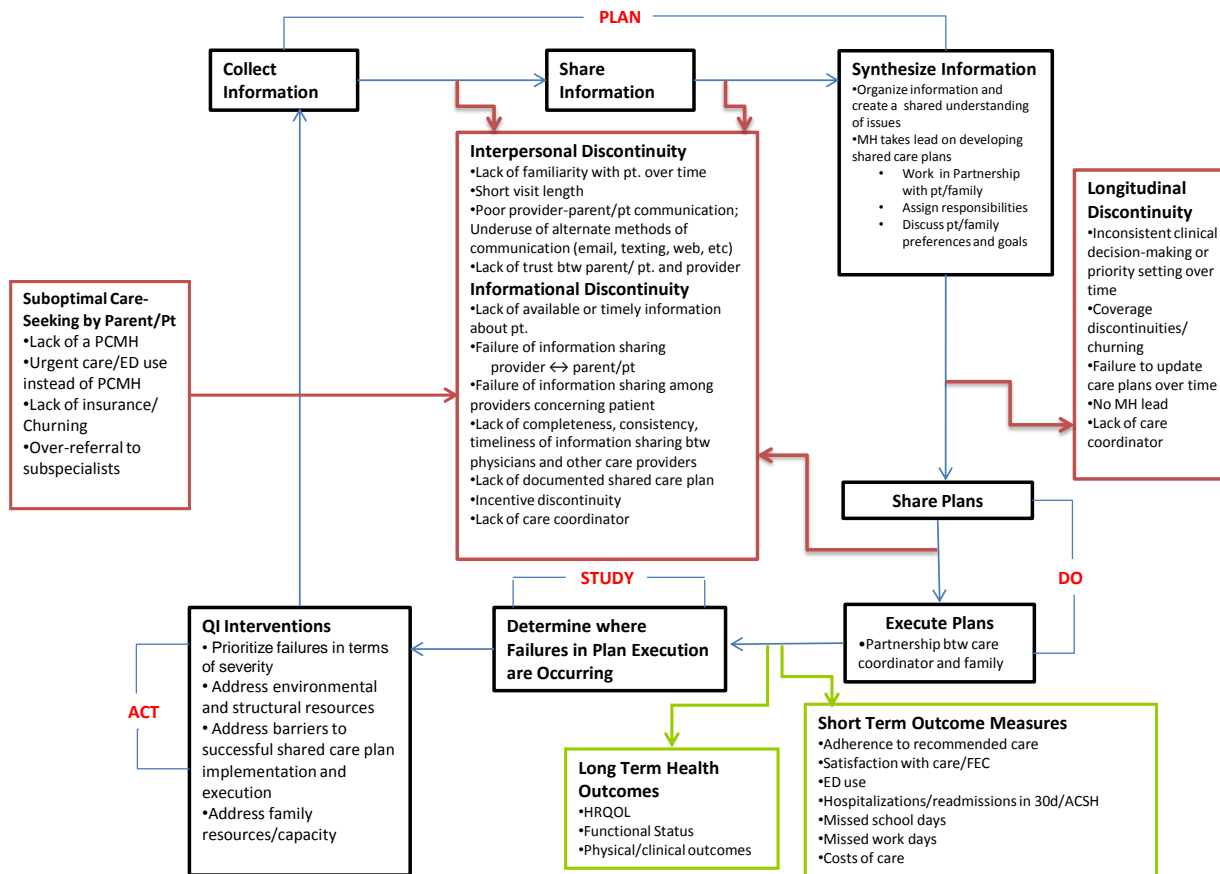 PLAN
Collect
Information
Share
Information
Synthesize Information
•Organize information and
create a shared understanding
of issues
•MH takes lead on developing
shared care plans
• Work in Partnership
with pt/family
• Assign responsibilities
• Discuss pt/family
preferences and goals
Interpersonal Discontinuity
•Lack of familiarity with pt. over time
•Short visit length
•Poor provider-parent/pt communication;
Underuse of alternate methods of
communication (email, texting, web, etc)
•Lack of trust btw parent/ pt. and provider
Informational Discontinuity
•Lack of available or timely information
about pt.
•Failure of information sharing
provider ↔ parent/pt
•Failure of information sharing among
providers concerning patient
•Lack of completeness, consistency,
timeliness of information sharing btw
physicians and other care providers
•Lack of documented shared care plan
•Incentive discontinuity
•Lack of care coordinator
Longitudinal
Discontinuity
•Inconsistent clinical
decision-making or
priority setting over
time
•Coverage
discontinuities/
churning
•Failure to update
care plans over time
•No MH lead
•Lack of care
coordinator
Suboptimal Care-
Seeking by Parent/Pt
•Lack of a PCMH
•Urgent care/ED use
instead of PCMH
•Lack of insurance/
Churning
•Over-referral to
subspecialists
Share Plans
DO
Execute Plans
•Partnership btw care
coordinator and family
STUDY
Determine where
Failures in Plan Execution
are Occurring
QI Interventions
• Prioritize failures in terms
of severity
• Address environmental
and structural resources
• Address barriers to
successful shared care plan
implementation and
execution
• Address family
resources/capacity
ACT
Long Term Health
Outcomes
•HRQOL
•Functional Status
•Physical/clinical outcomes
Short Term Outcome Measures
•Adherence to recommended care
•Satisfaction with care/FEC
•ED use
•Hospitalizations/readmissions in 30d/ACSH
•Missed school days
•Missed work days
•Costs of care